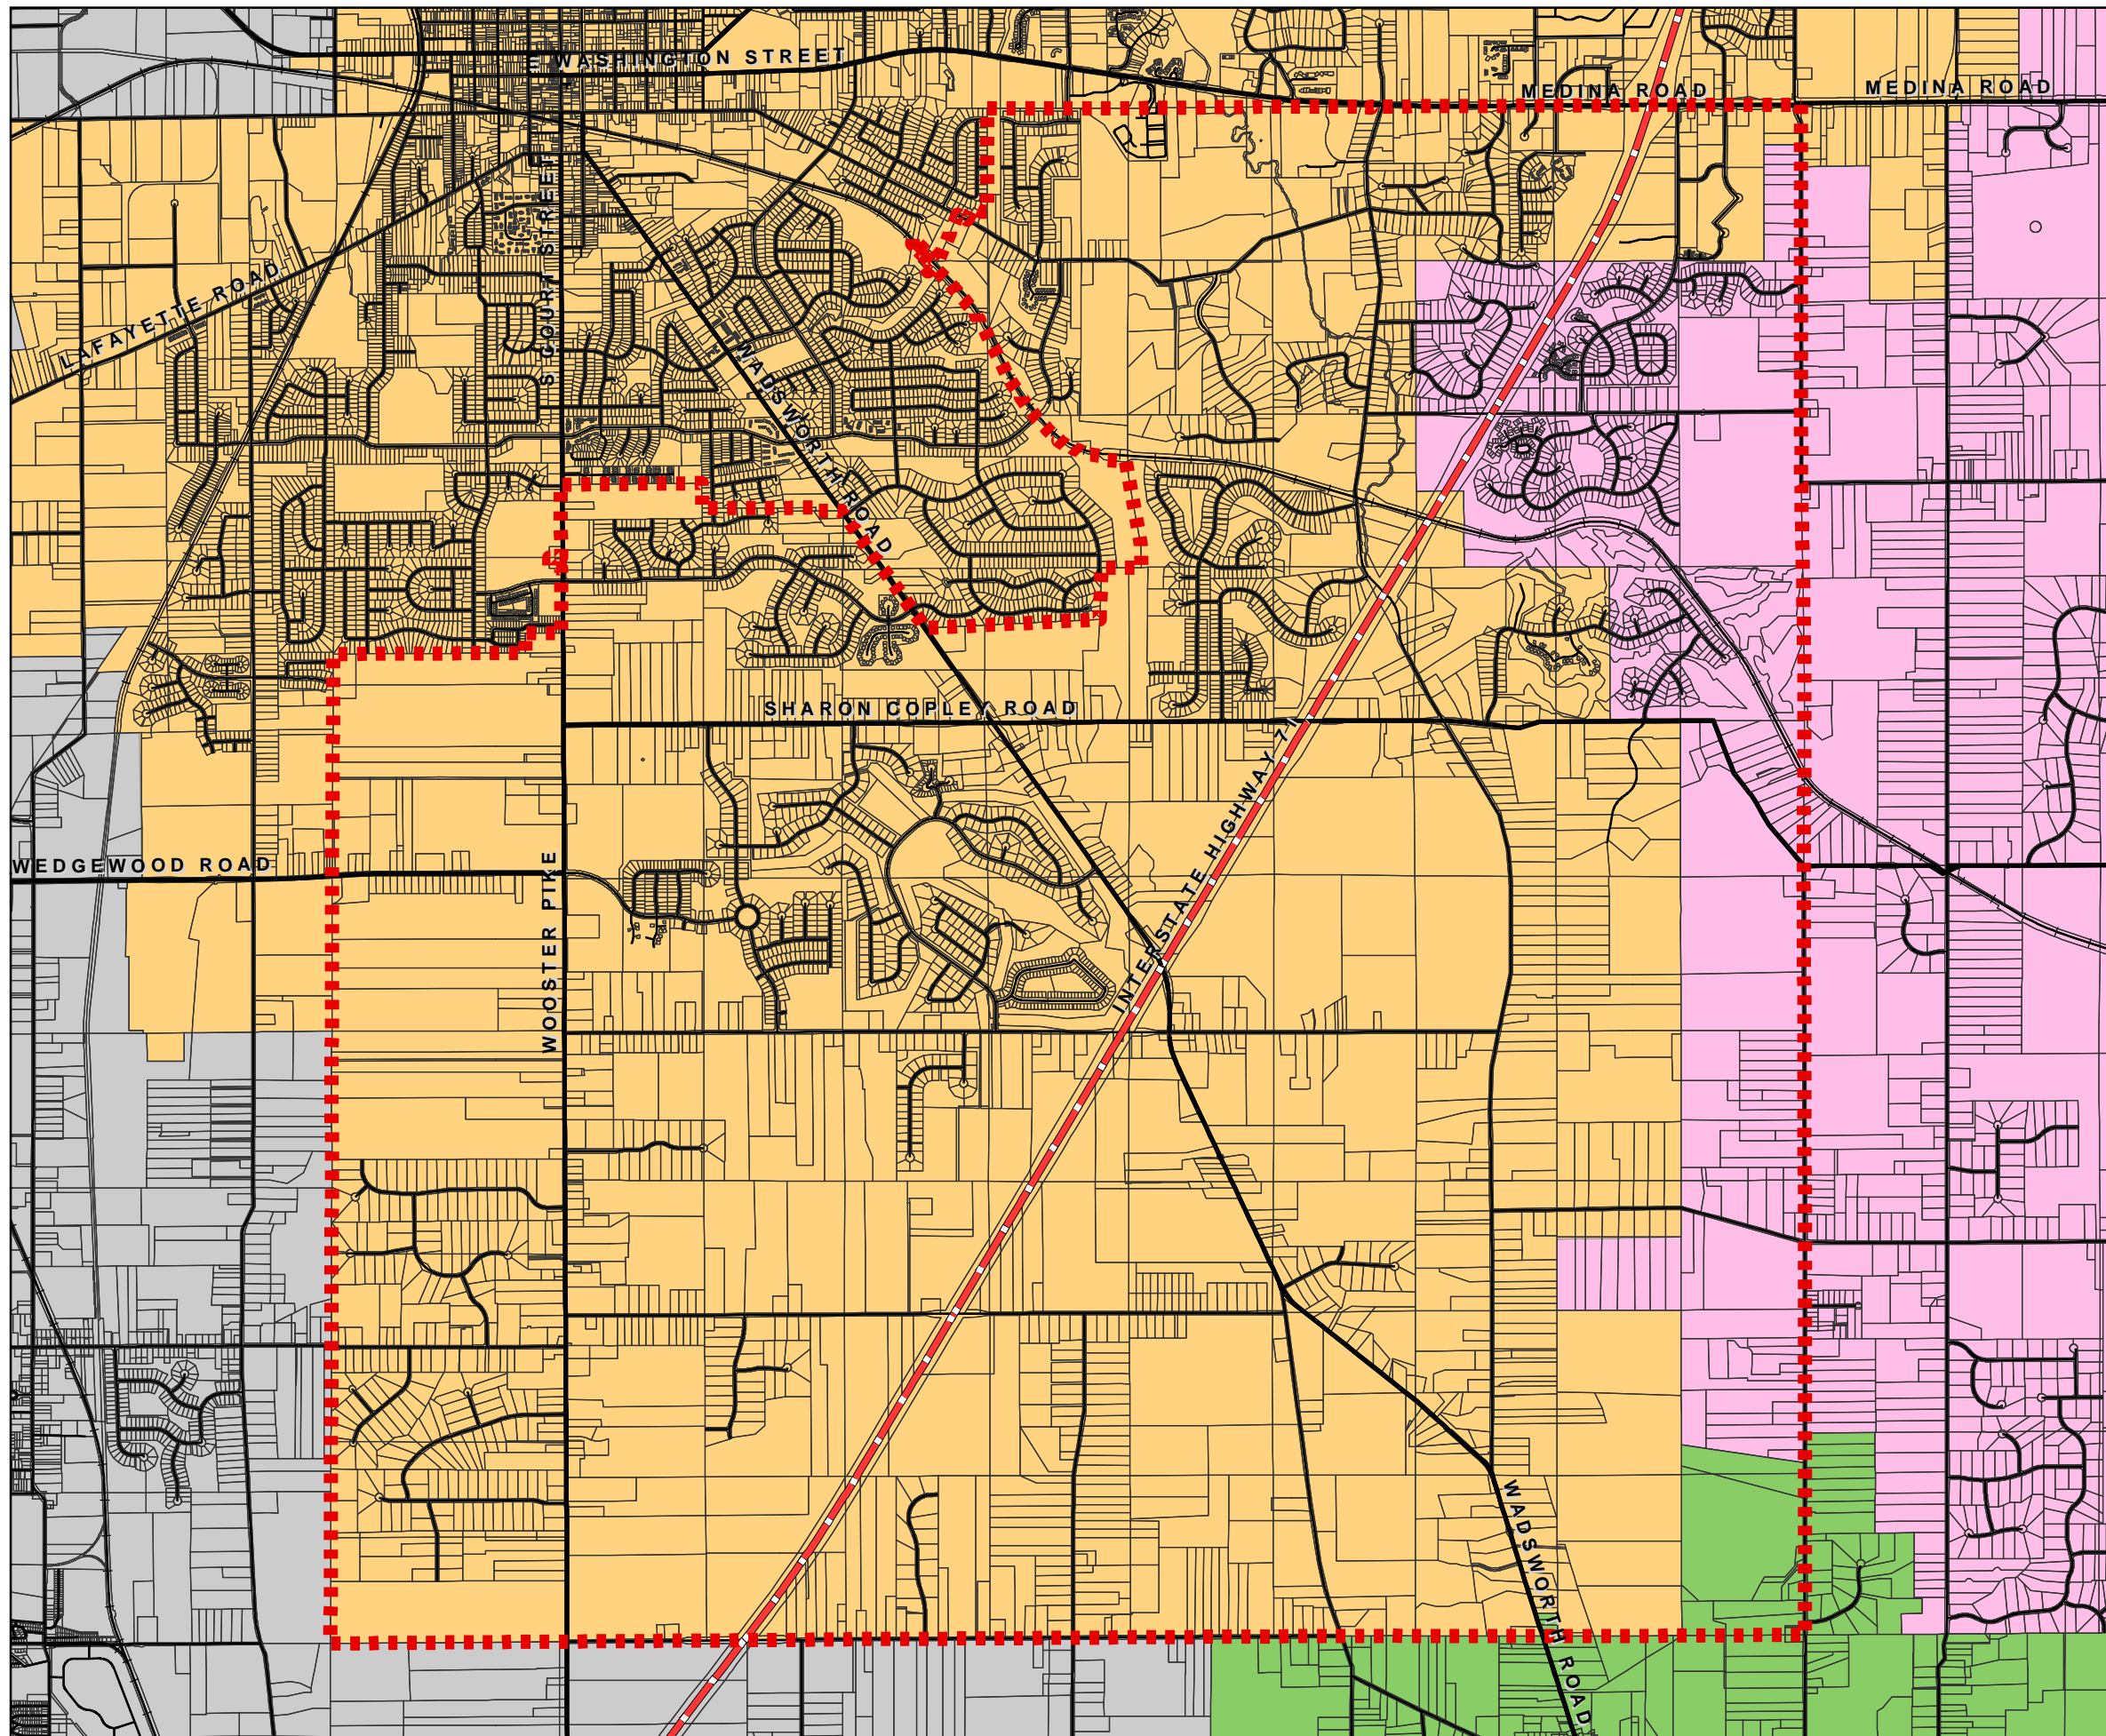 E WASHINGTON STREET
MEDINA ROAD
MEDINA ROAD
S COURT STREET
LAFAYETTE ROAD
WADSWORTH ROAD
SHARON COPLEY ROAD
INTERSTATE HIGHWAY 71
WEDGEWOOD ROAD
WOOSTER PIKE
WADSWORTH ROAD